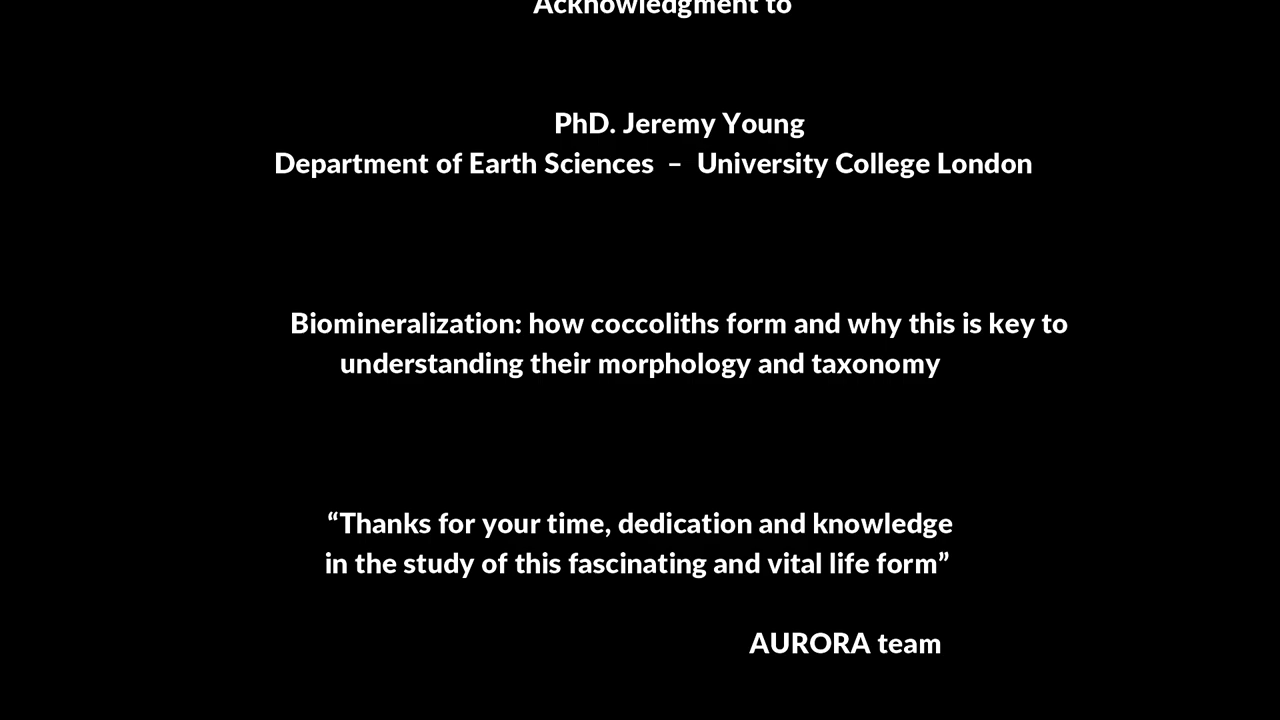 Acknowledgment to
PhD. Jeremy Young
Department of Earth Sciences – University College London
Biomineralization: how coccoliths form and why this is key to
understanding their morphology and taxonomy
“Thanks for your time, dedication and knowledge
in the study of this fascinating and vital life form”
AURORA team